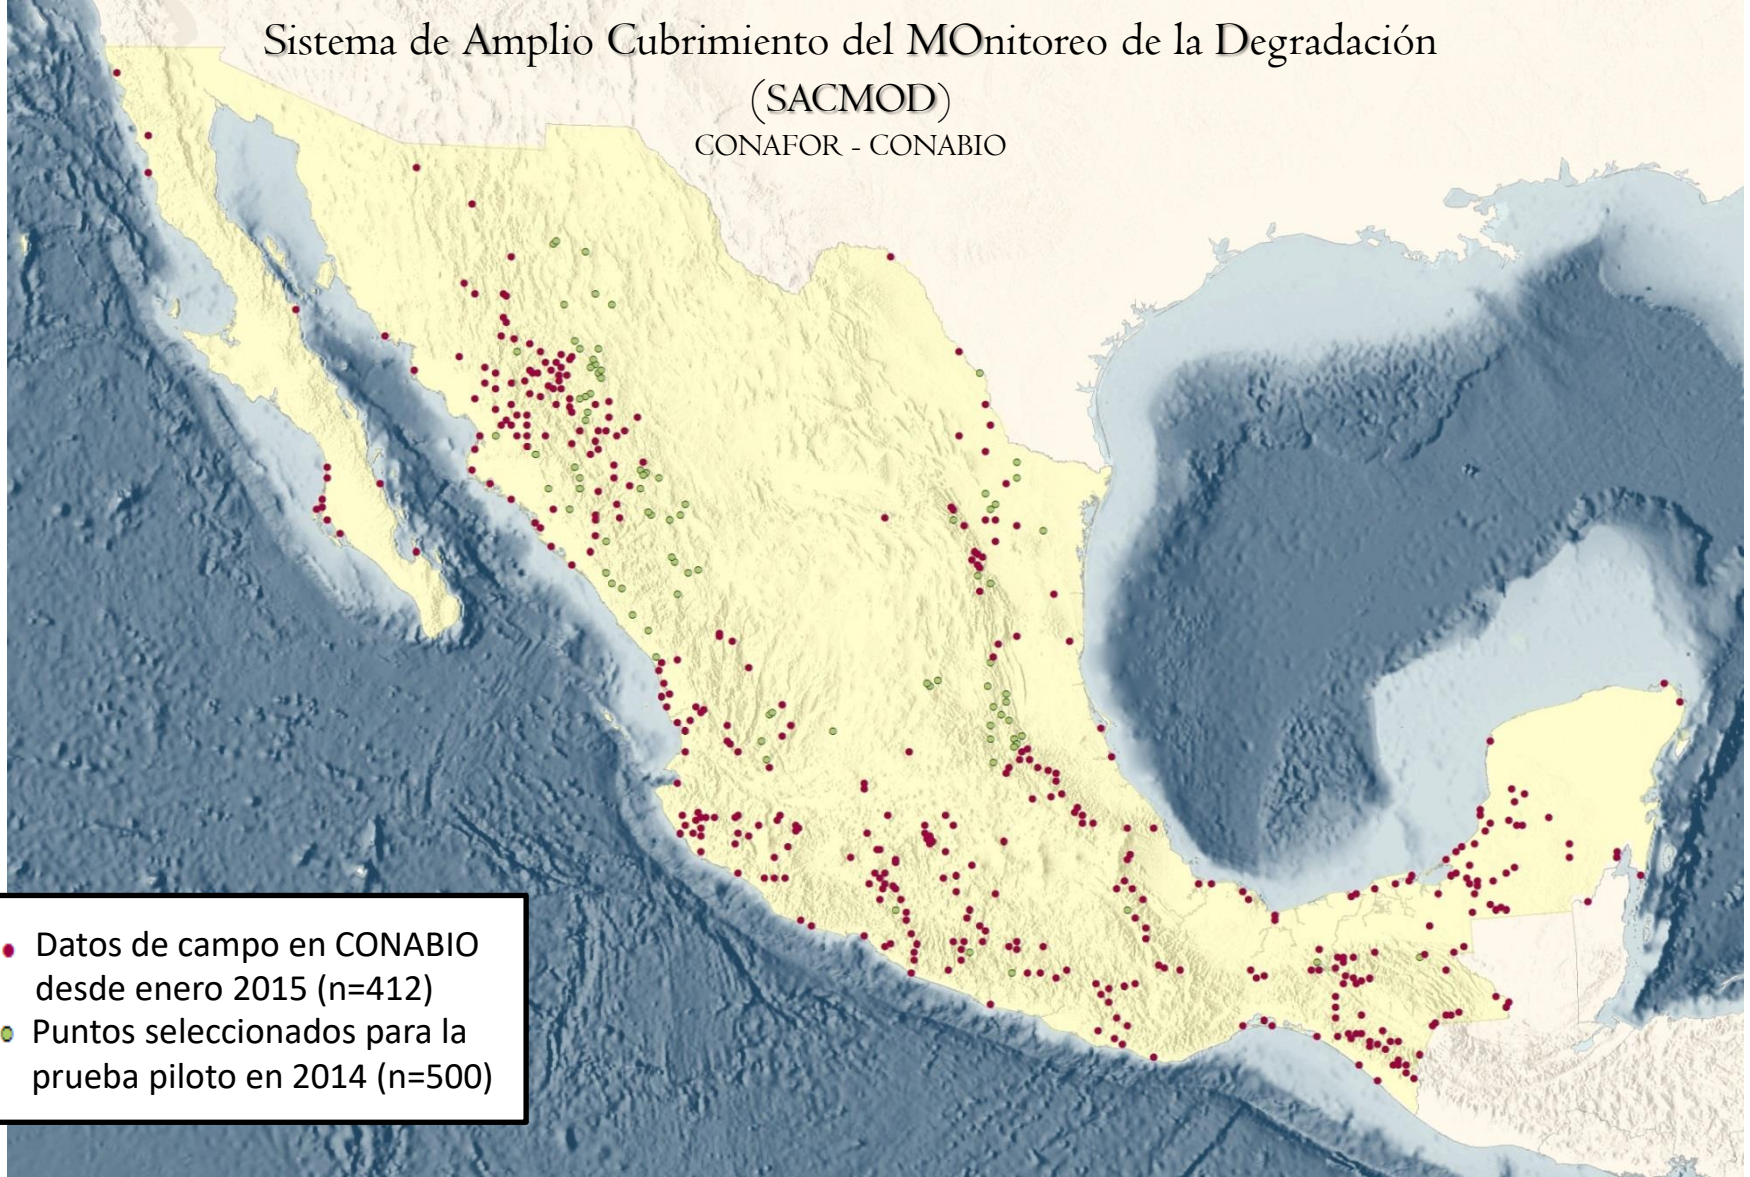 Sistema de Amplio Cubrimiento del MOnitoreo de la Degradación
(SACMOD)
CONAFOR - CONABIO
Datos de campo en CONABIO
desde enero 2015 (n=412)
Puntos seleccionados para la
prueba piloto en 2014 (n=500)